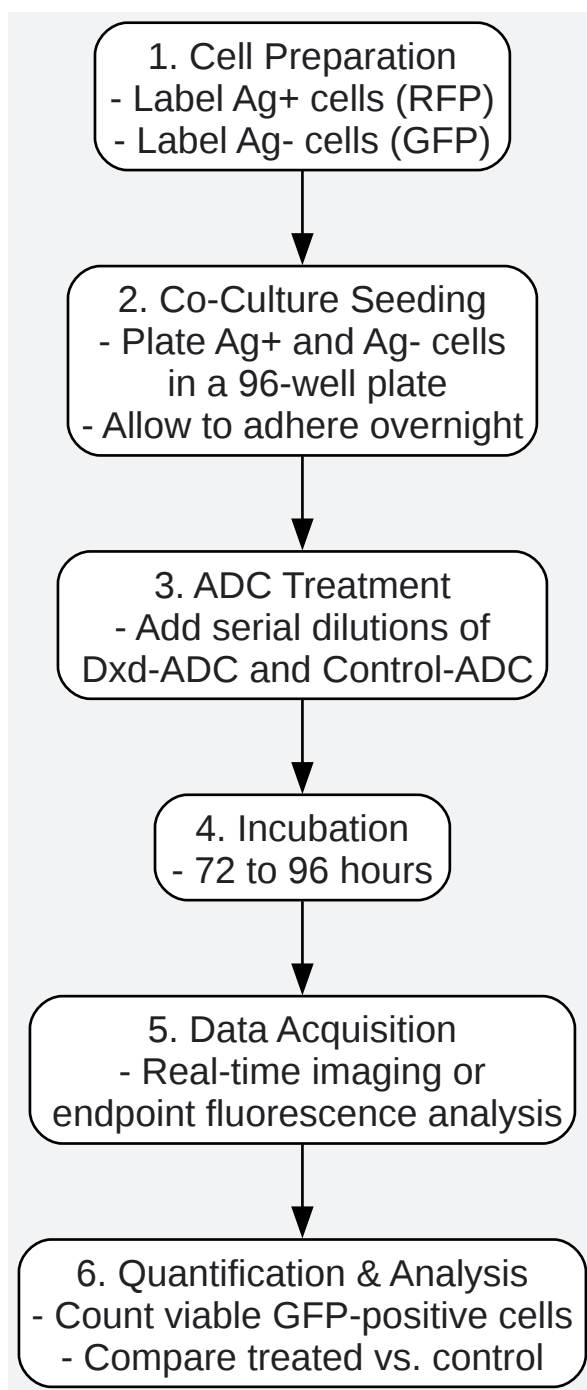 1. Cell Preparation
- Label Ag+ cells (RFP)
- Label Ag- cells (GFP)
2. Co-Culture Seeding
- Plate Ag+ and Ag- cells
in a 96-well plate
- Allow to adhere overnight
3. ADC Treatment
- Add serial dilutions of
Dxd-ADC and Control-ADC
4. Incubation
- 72 to 96 hours
5. Data Acquisition
- Real-time imaging or
endpoint fluorescence analysis
6. Quantification & Analysis
- Count viable GFP-positive cells
- Compare treated vs. control